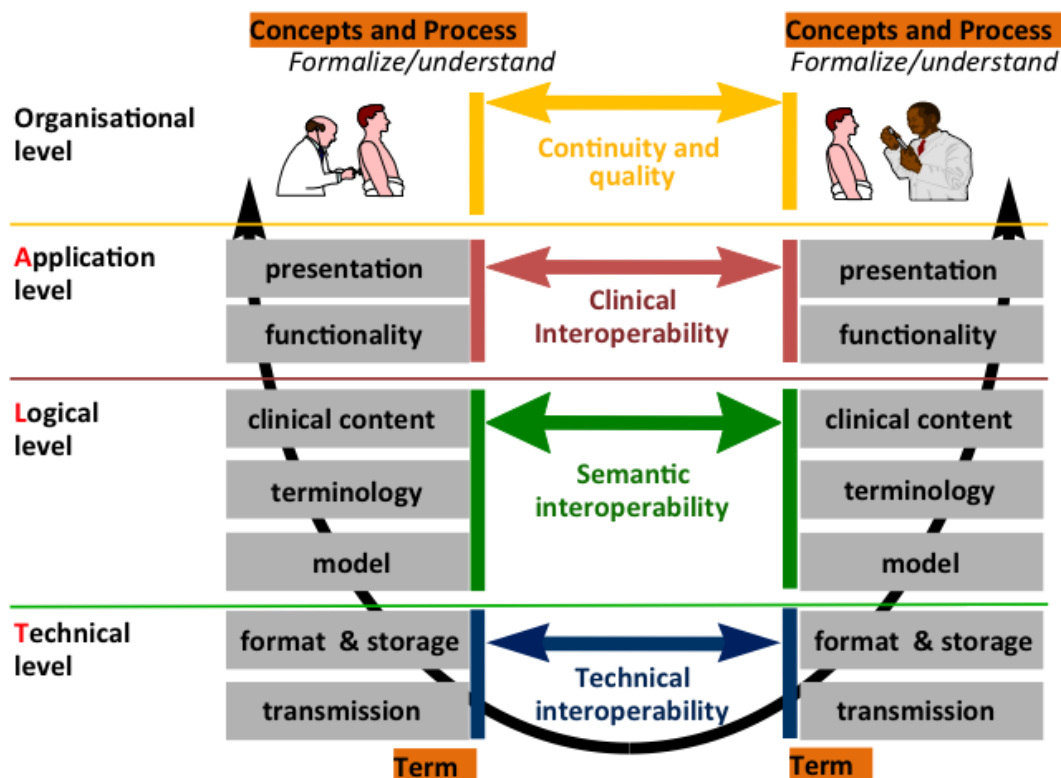 Concepts and Process
Concepts and Process
Formalize/understand
Formalize/understand
Organisational
level
Continuity and
quality
Application
level
presentation
presentation
Clinical
Interoperability
functionality
functionality
Logical
level
clinical content
clinical content
Semantic
interoperability
terminology
terminology
model
model
Technical
level
format & storage
format & storage
Technical
interoperability
transmission
transmission
Term
Term